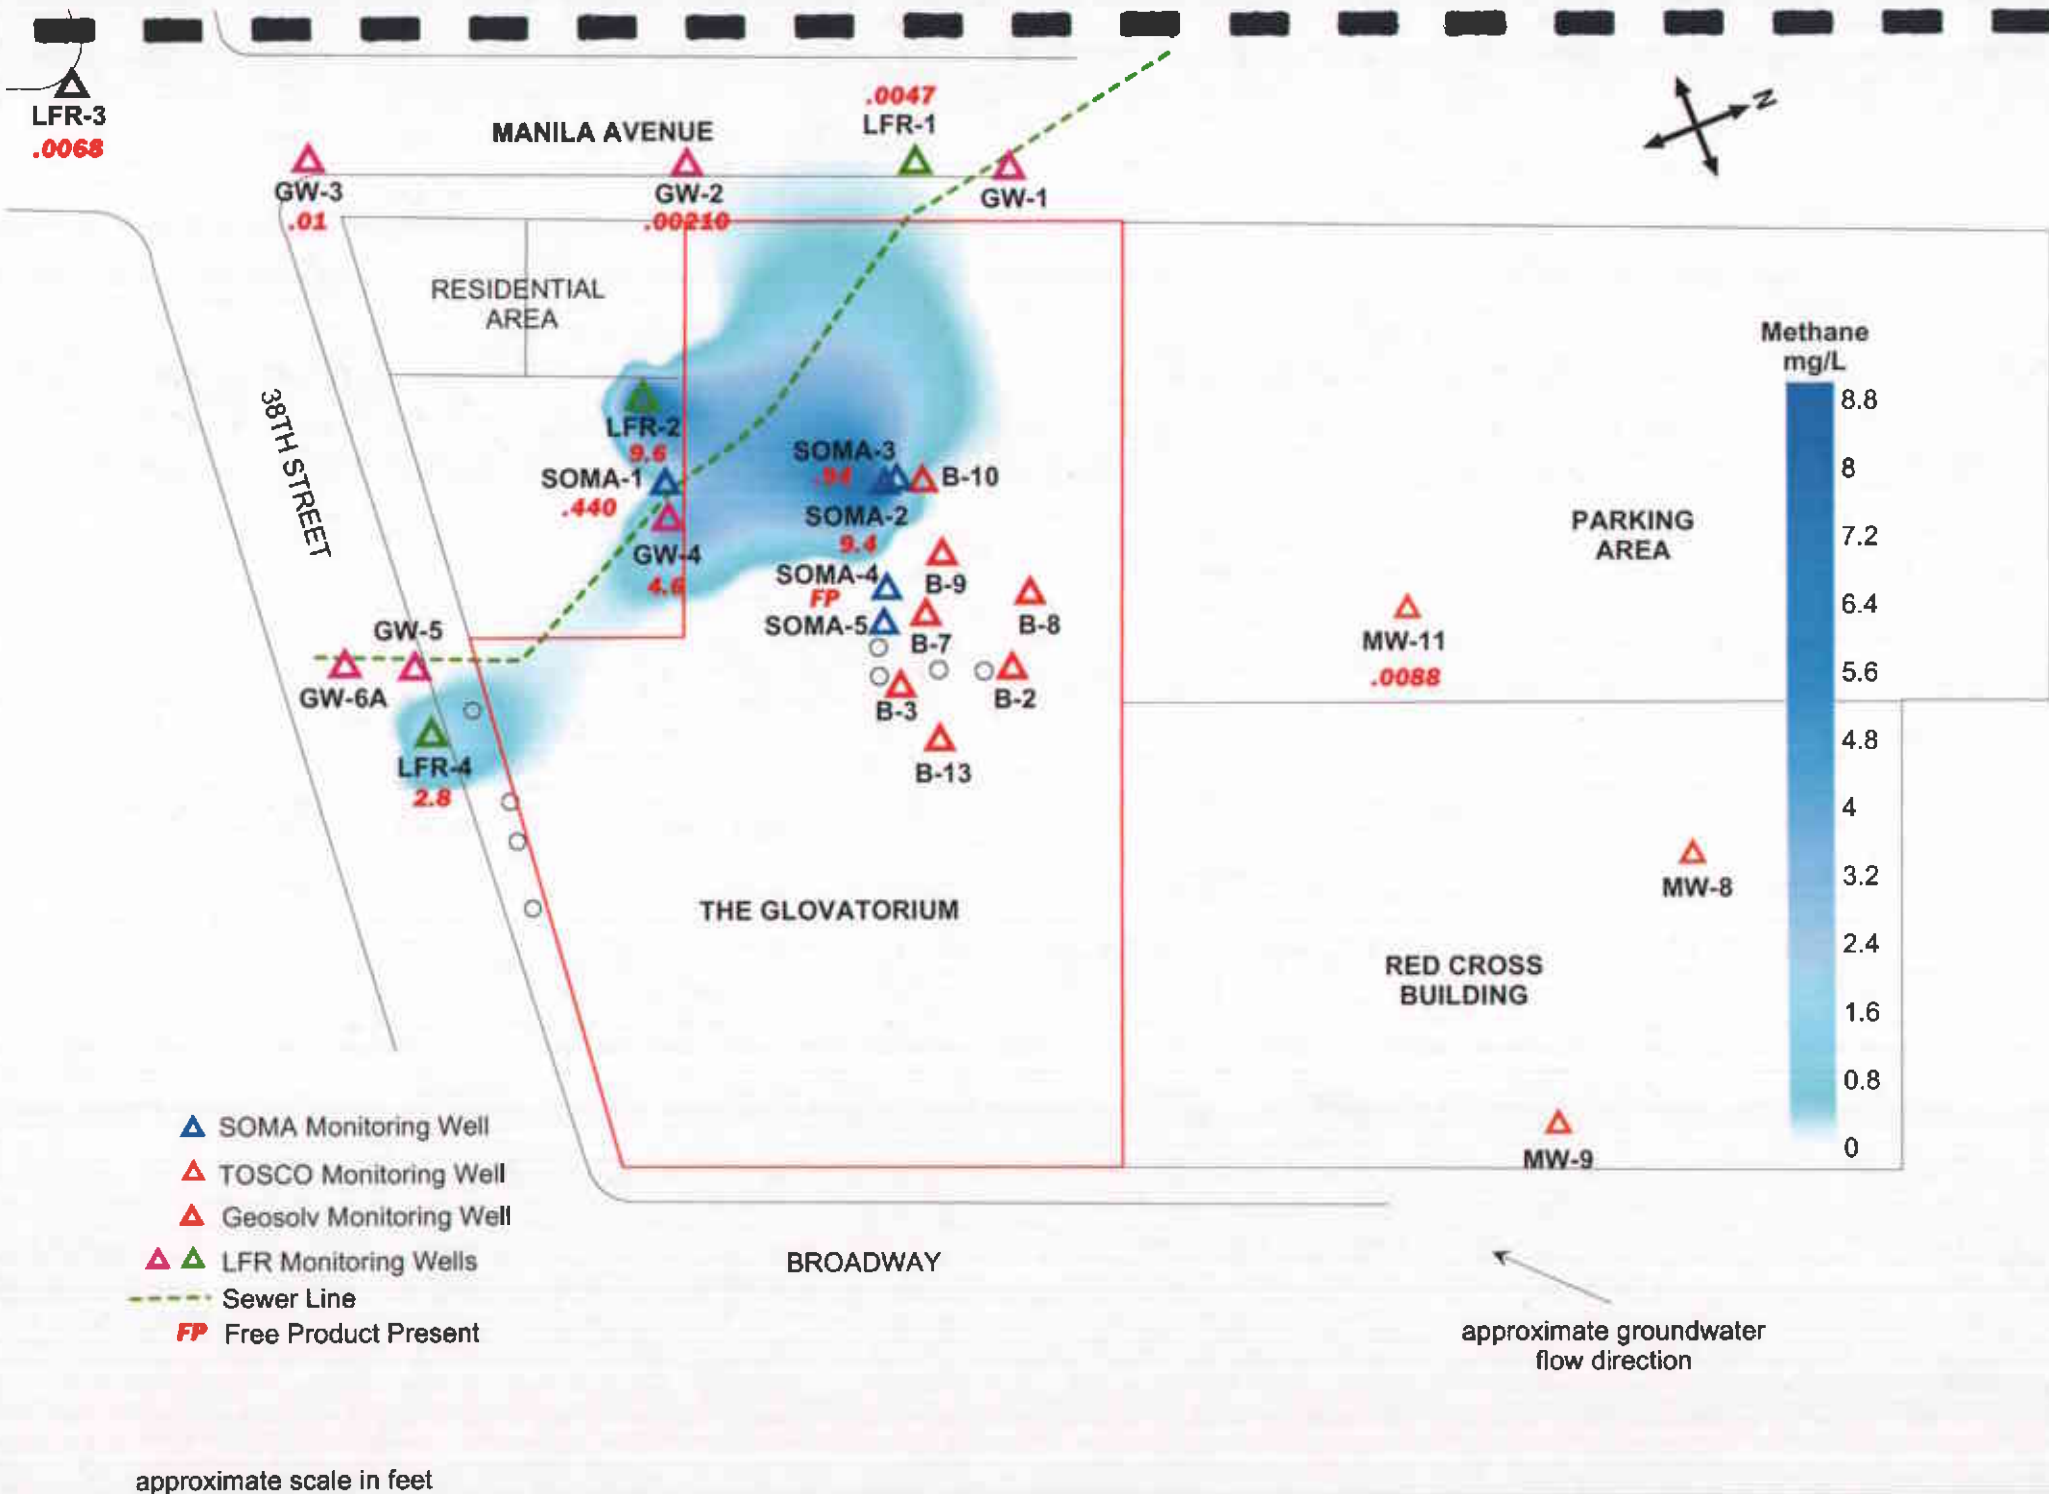 LFR-3
.0068
MANILA AVENUE
.0047
LFR-1
GW-3
.01
GW-2
.00210
GW-1
N
RESIDENTIAL
AREA
38TH STREET
LFR-2
9.6
SOMA-1
.440
GW-4
4.6
SOMA-3
.94
B-10
SOMA-2
9.4
SOMA-4
FP
B-9
SOMA-5
B-7
B-8
GW-5
GW-6A
B-3
B-2
LFR-4
2.8
B-13
PARKING
AREA
MW-11
.0088
Methane
mg/L
8.8
8
7.2
6.4
5.6
4.8
4
3.2
2.4
1.6
0.8
0
MW-8
THE GLOVATORIUM
RED CROSS
BUILDING
MW-9
SOMA Monitoring Well
TOSCO Monitoring Well
Geosolv Monitoring Well
LFR Monitoring Wells
Sewer Line
FP Free Product Present
BROADWAY
approximate groundwater
flow direction
approximate scale in feet